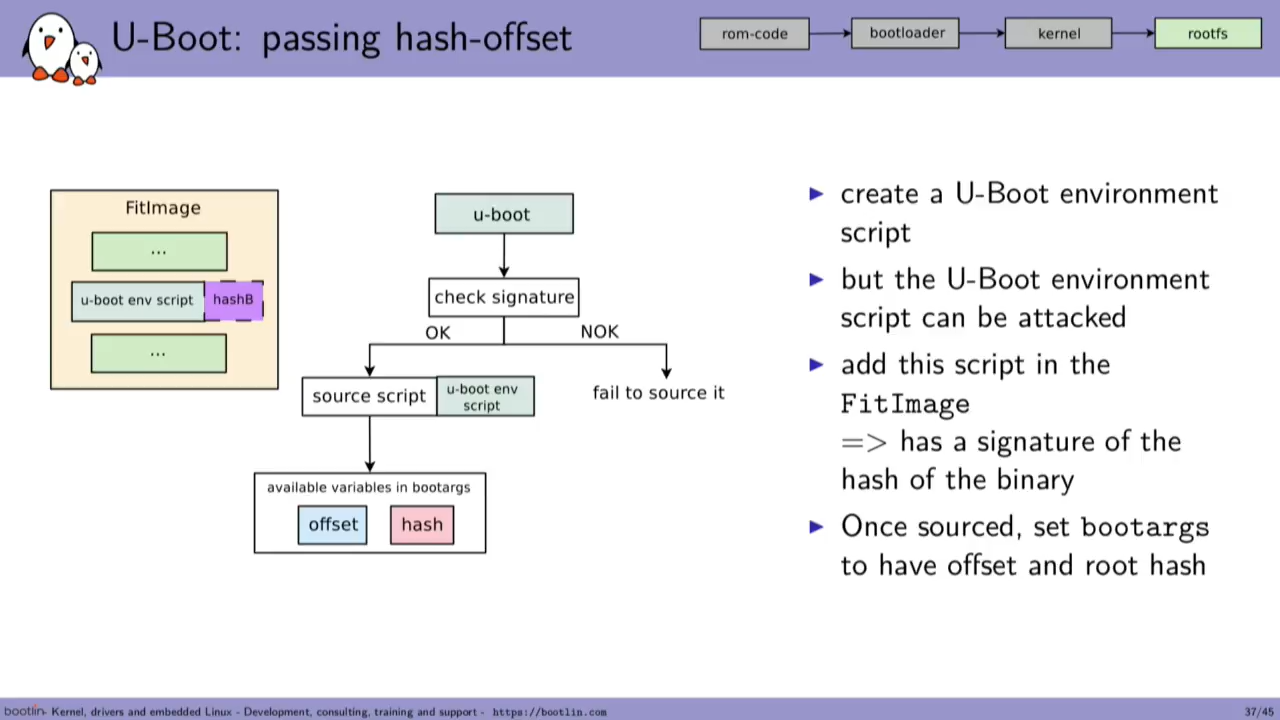 U-Boot: passing hash-offset
rom-code
bootloader
kernel
rootfs
FitImage
...
u-boot env script
hashB
...
u-boot
check signature
OK
NOK
source script
u-boot env
script
fail to source it
available variables in bootargs
offset
hash
▶ create a U-Boot environment
script
▶ but the U-Boot environment
script can be attacked
▶ add this script in the
FitImage
=> has a signature of the
hash of the binary
▶ Once sourced, set bootargs
to have offset and root hash
bootlin - Kernel, drivers and embedded Linux - Development, consulting, training and support - https://bootlin.com
37/45